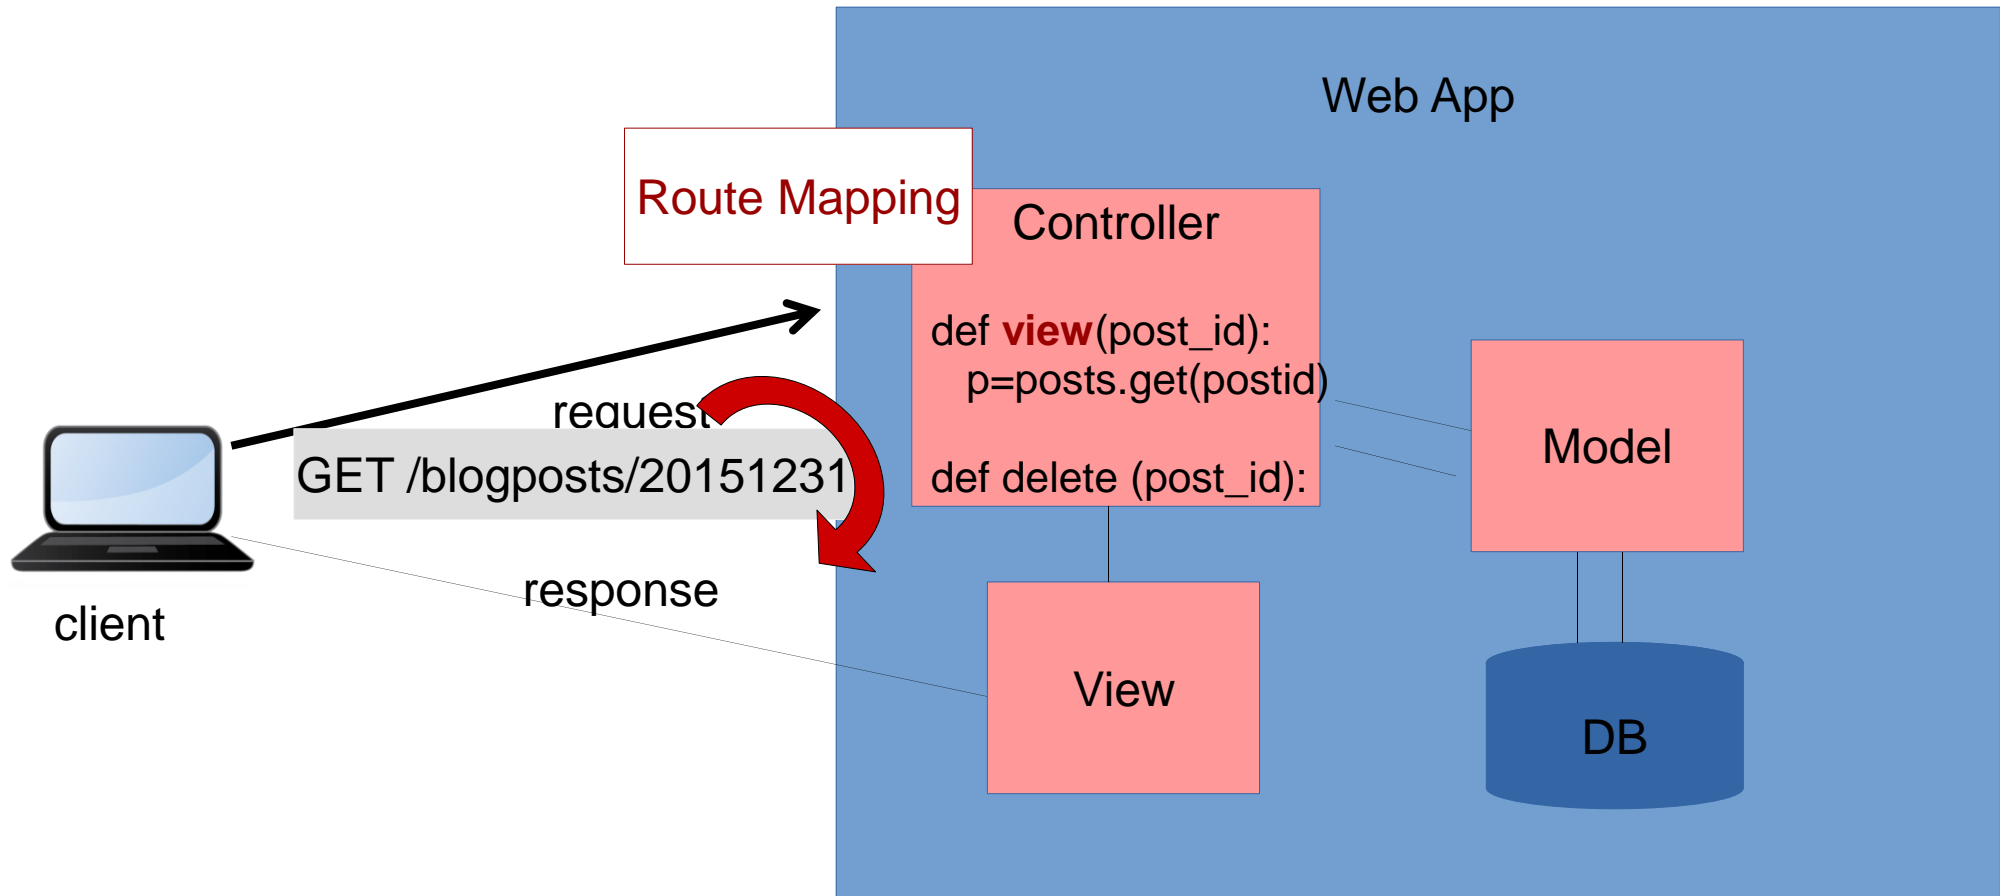 Web App
Route Mapping
Controller
def view(post_id):
p=posts.get(postid)
def delete (post_id):
request
GET /blogposts/20151231
response
client
Model
View
DB